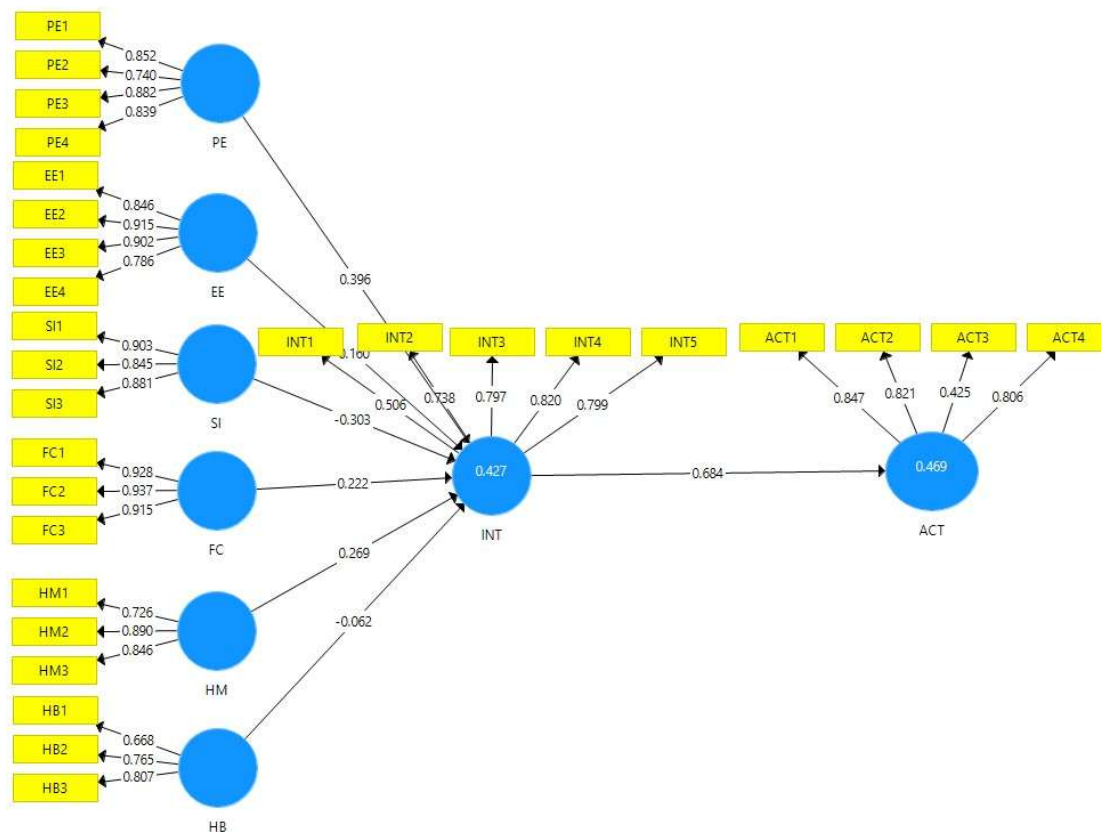 PE1
PE2
PE3
PE4
0.852
0.740
0.882
0.839
PE
EE1
EE2
EE3
EE4
0.846
0.915
0.902
0.786
EE
SI1
SI2
SI3
0.903
0.845
0.881
SI
FC1
FC2
FC3
0.928
0.937
0.915
FC
HM1
HM2
HM3
0.726
0.890
0.846
HM
HB1
HB2
HB3
0.668
0.765
0.807
HB
0.396
0.160
-0.303
0.222
0.269
-0.062
INT1
INT2
INT3
INT4
INT5
0.506
0.738
0.797
0.820
0.799
0.427
INT
0.684
ACT1
ACT2
ACT3
ACT4
0.847
0.821
0.425
0.806
0.469
ACT